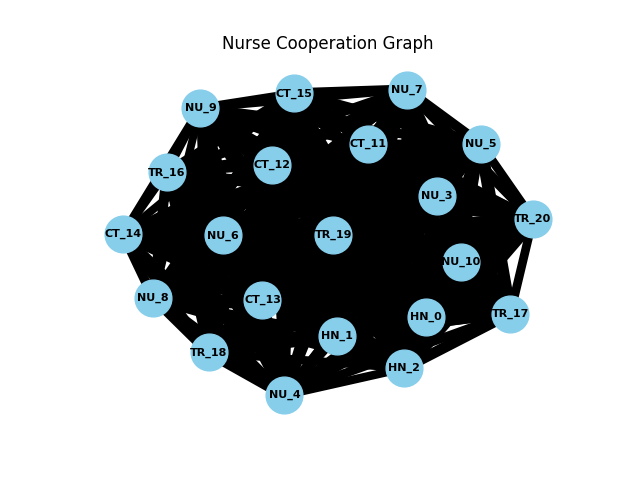 Nurse Cooperation Graph
NU_7
CT_15
NU_9
CT_11
NU_5
CT_12
TR_16
NU_3
TR_20
CT_14
NU_6
TR_19
NU_10
NU_8
CT_13
TR_17
HN_0
HN_1
TR_18
HN_2
NU_4